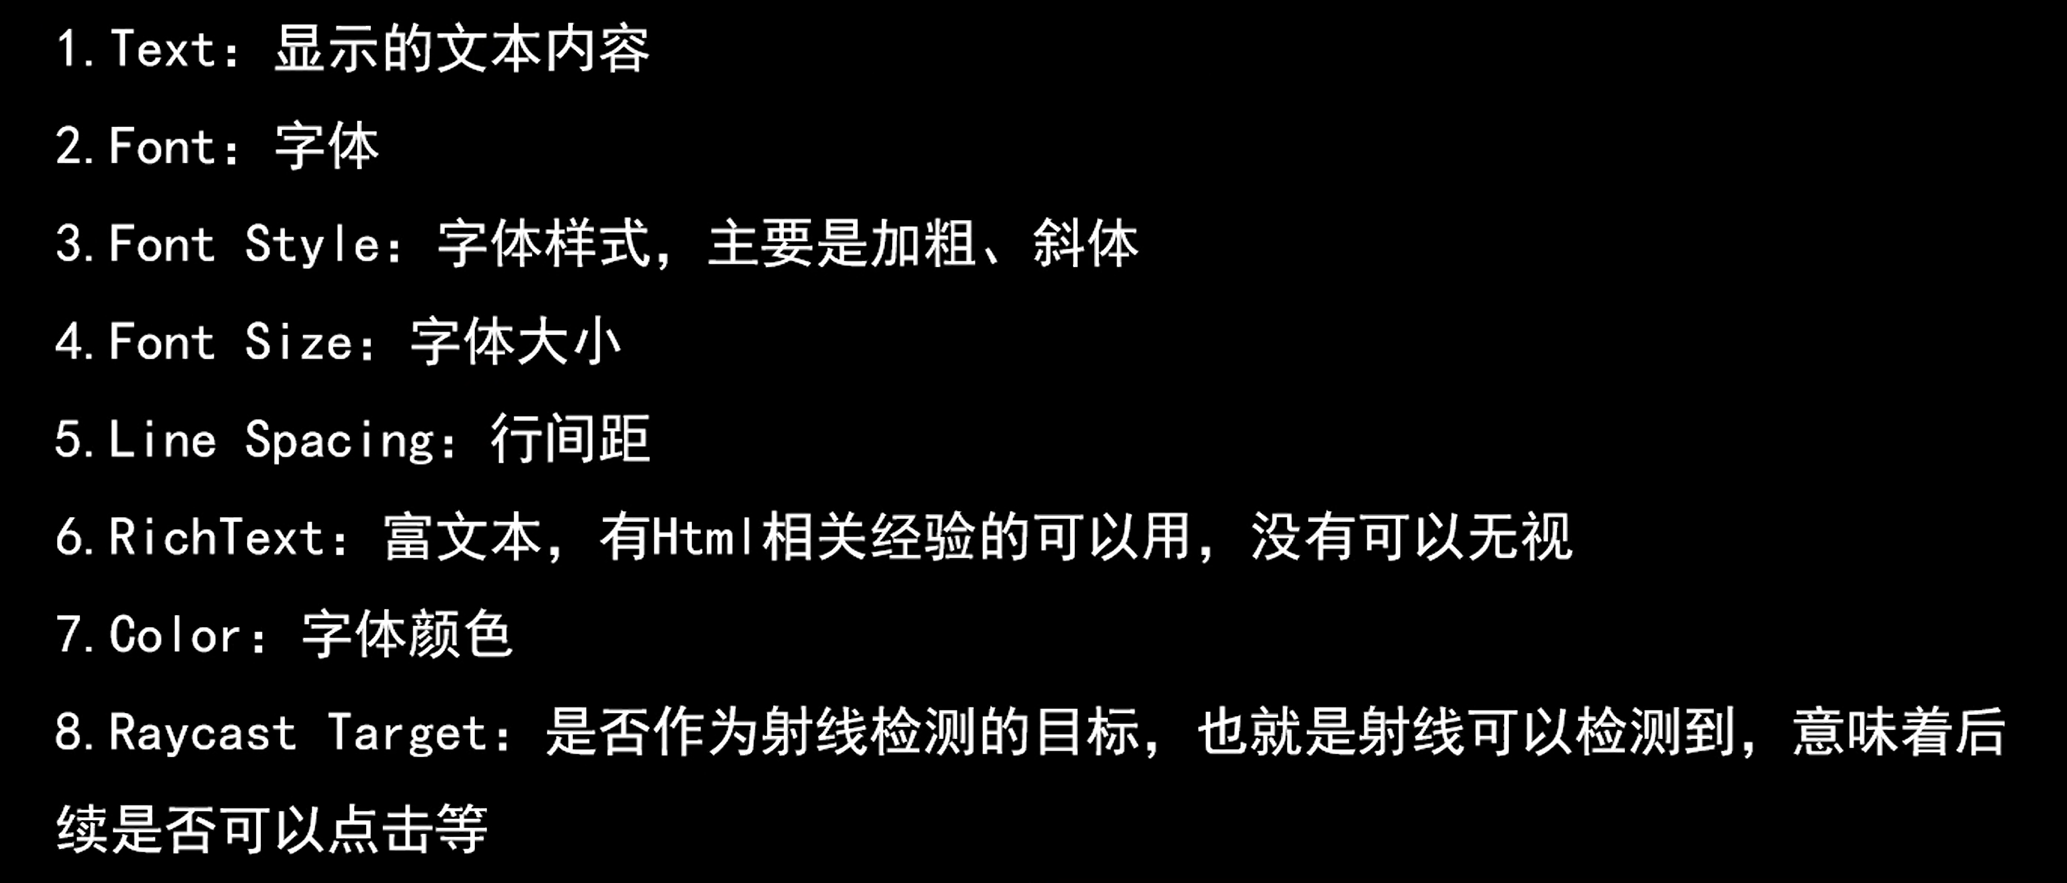 1.Text：显示的文本内容
2.Font：字体
3.Font Style：字体样式，主要是加粗、斜体
4.Font Size：字体大小
5.Line Spacing：行间距
6.RichText：富文本，有Html相关经验的可以用，没有可以无视
7.Color：字体颜色
8.Raycast Target：是否作为射线检测的目标，也就是射线可以检测到，意味着后
续是否可以点击等